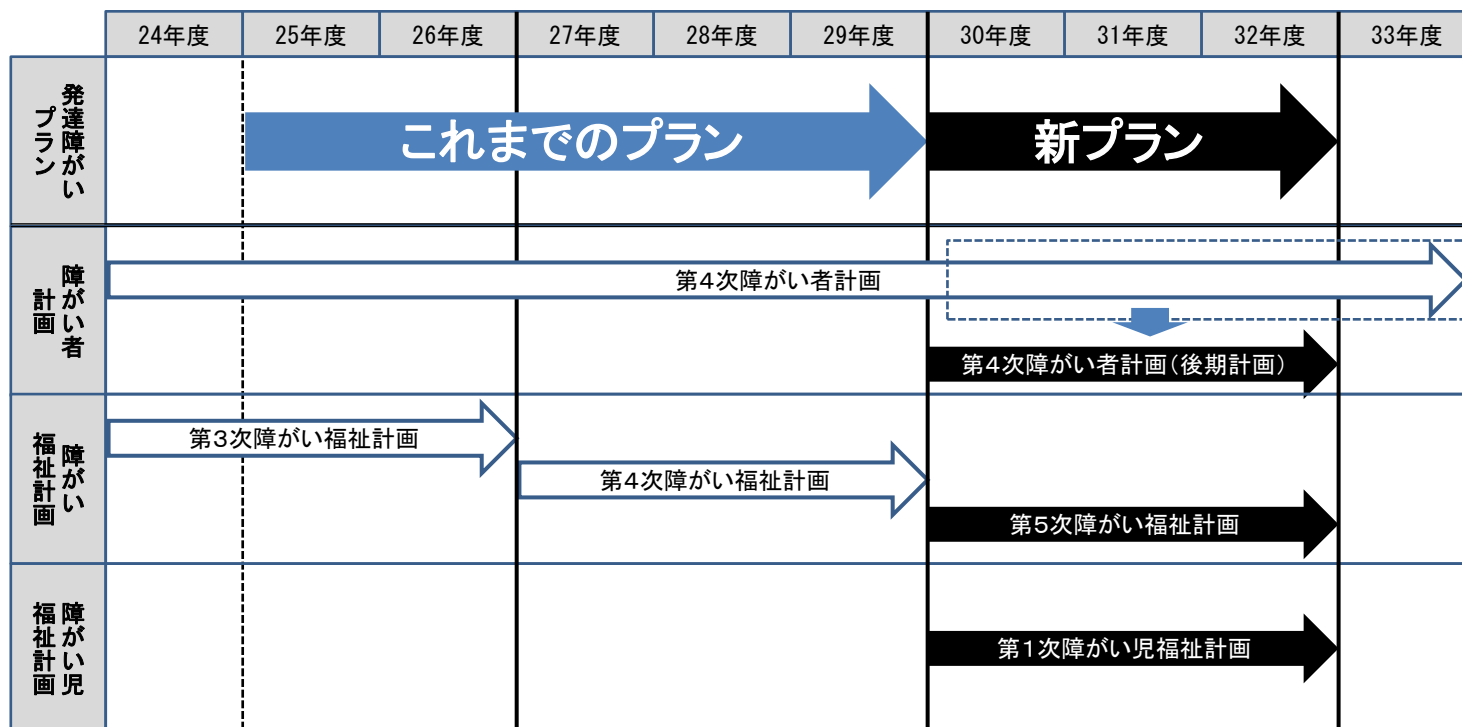 24年度
25年度
26年度
27年度
28年度
29年度
30年度
31年度
32年度
33年度
発達障がい
プラン
これまでのプラン
新プラン
障がい者
計画
第4次障がい者計画
第4次障がい者計画(後期計画)
障がい
福祉計画
第3次障がい福祉計画
第4次障がい福祉計画
第5次障がい福祉計画
障がい児
福祉計画
第1次障がい児福祉計画